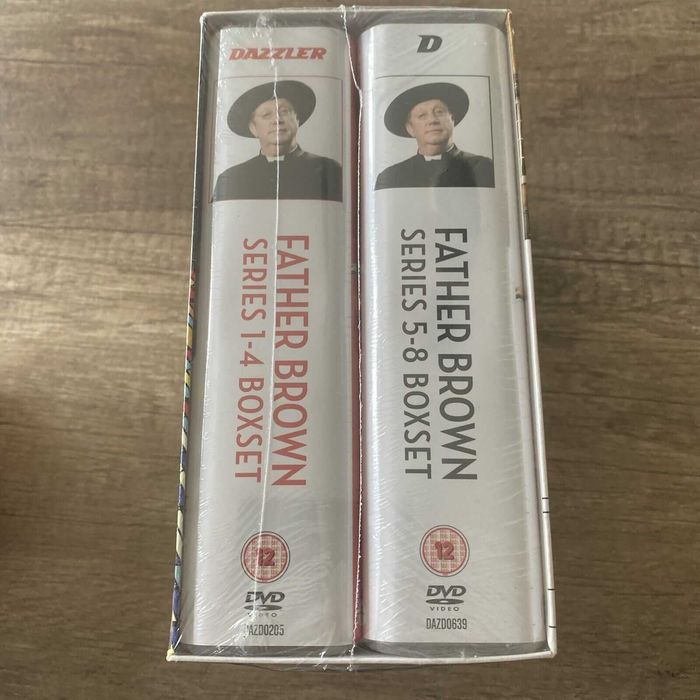 DAZZLER
FATHER BROWN
SERIES 1-4 BOXSET
12
DVD
VIDEO
DAZD0205
D
FATHER BROWN
SERIES 5-8 BOXSET
12
DVD
VIDEO
DAZD0639